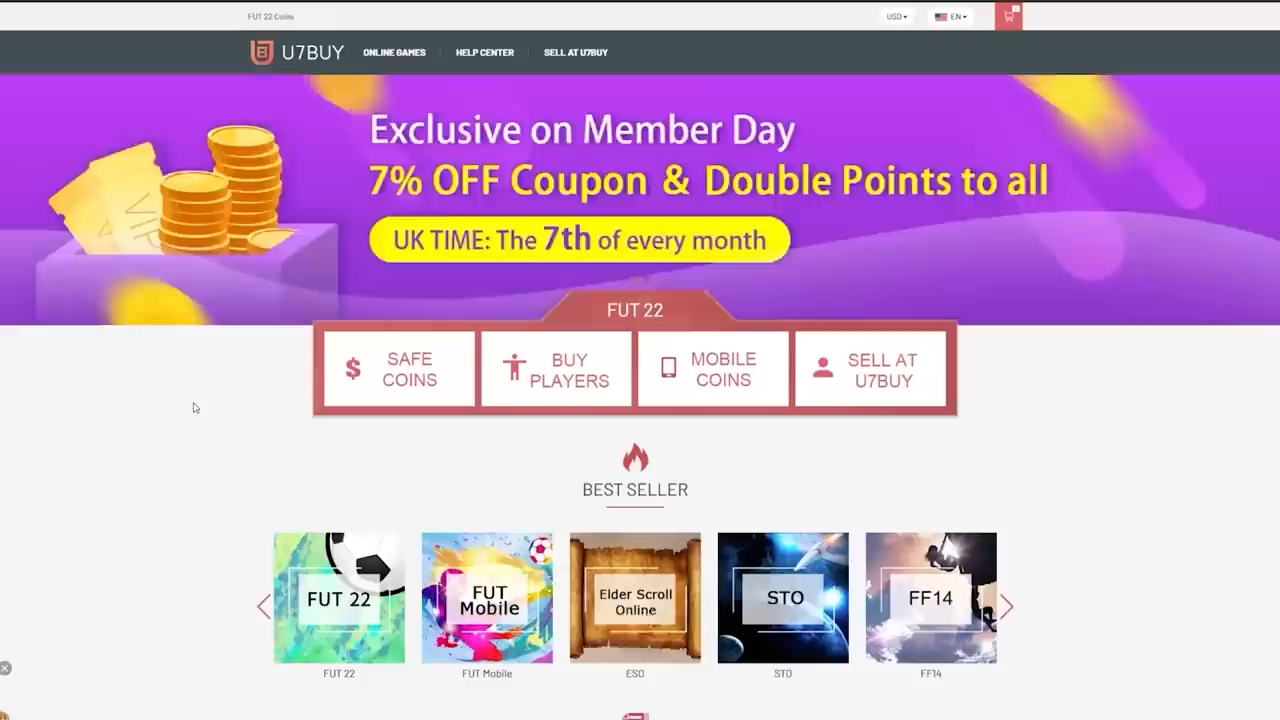 FUT 22 Coins
USD
EN
U7BUY
ONLINE GAMES
HELP CENTER
SELL AT U7BUY
Exclusive on Member Day
7% OFF Coupon & Double Points to all
UK TIME: The 7th of every month
VIP
FUT 22
SAFE
COINS
BUY
PLAYERS
MOBILE
COINS
SELL AT
U7BUY
BEST SELLER
FUT 22
FUT
Mobile
Elder Scroll
Online
STO
FF14
FUT 22
FUT Mobile
ESO
STO
FF14